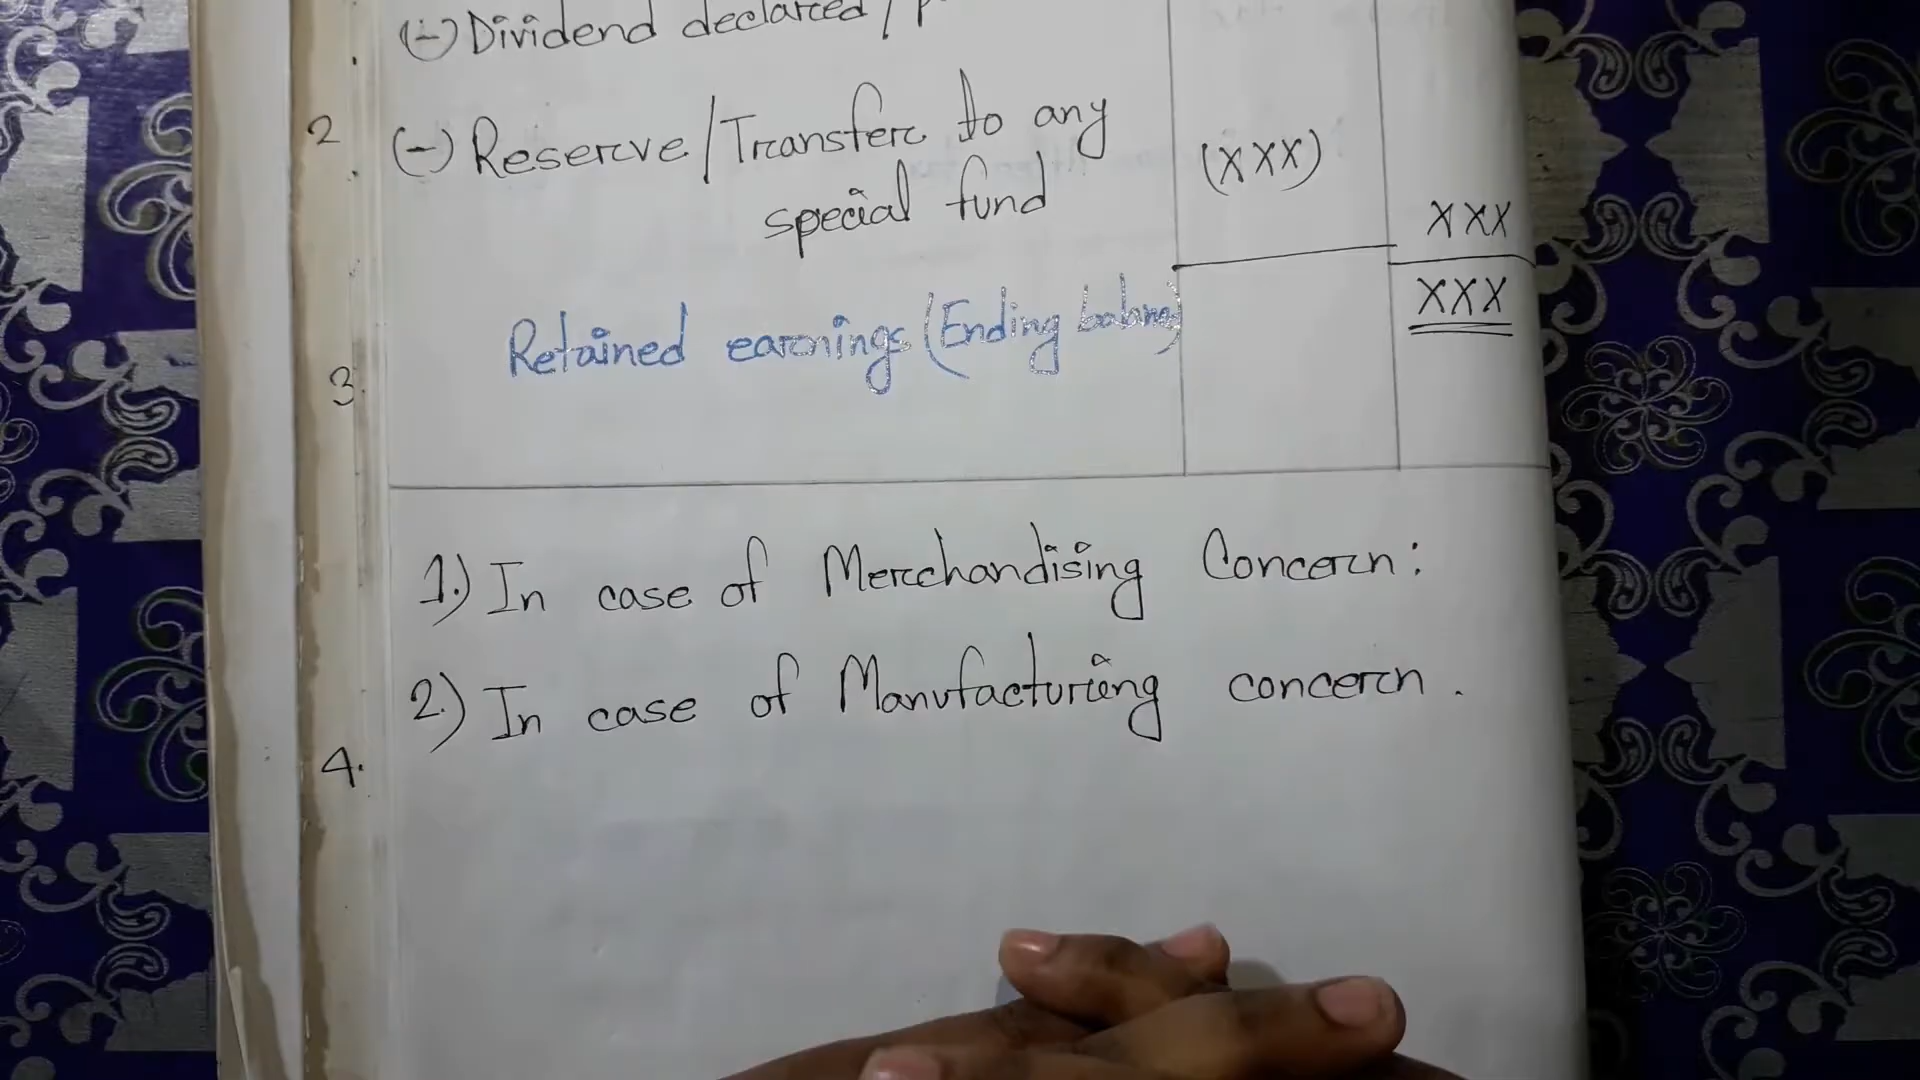 (-) Dividend declared /
2 (-) Reserve/Transfer to any
(XXX)
special fund
XXX
Retained earnings (Ending balance)
XXX
3.
1.) In case of Merchandising Concern:
2.) In case of Manufacturing concern.
4.